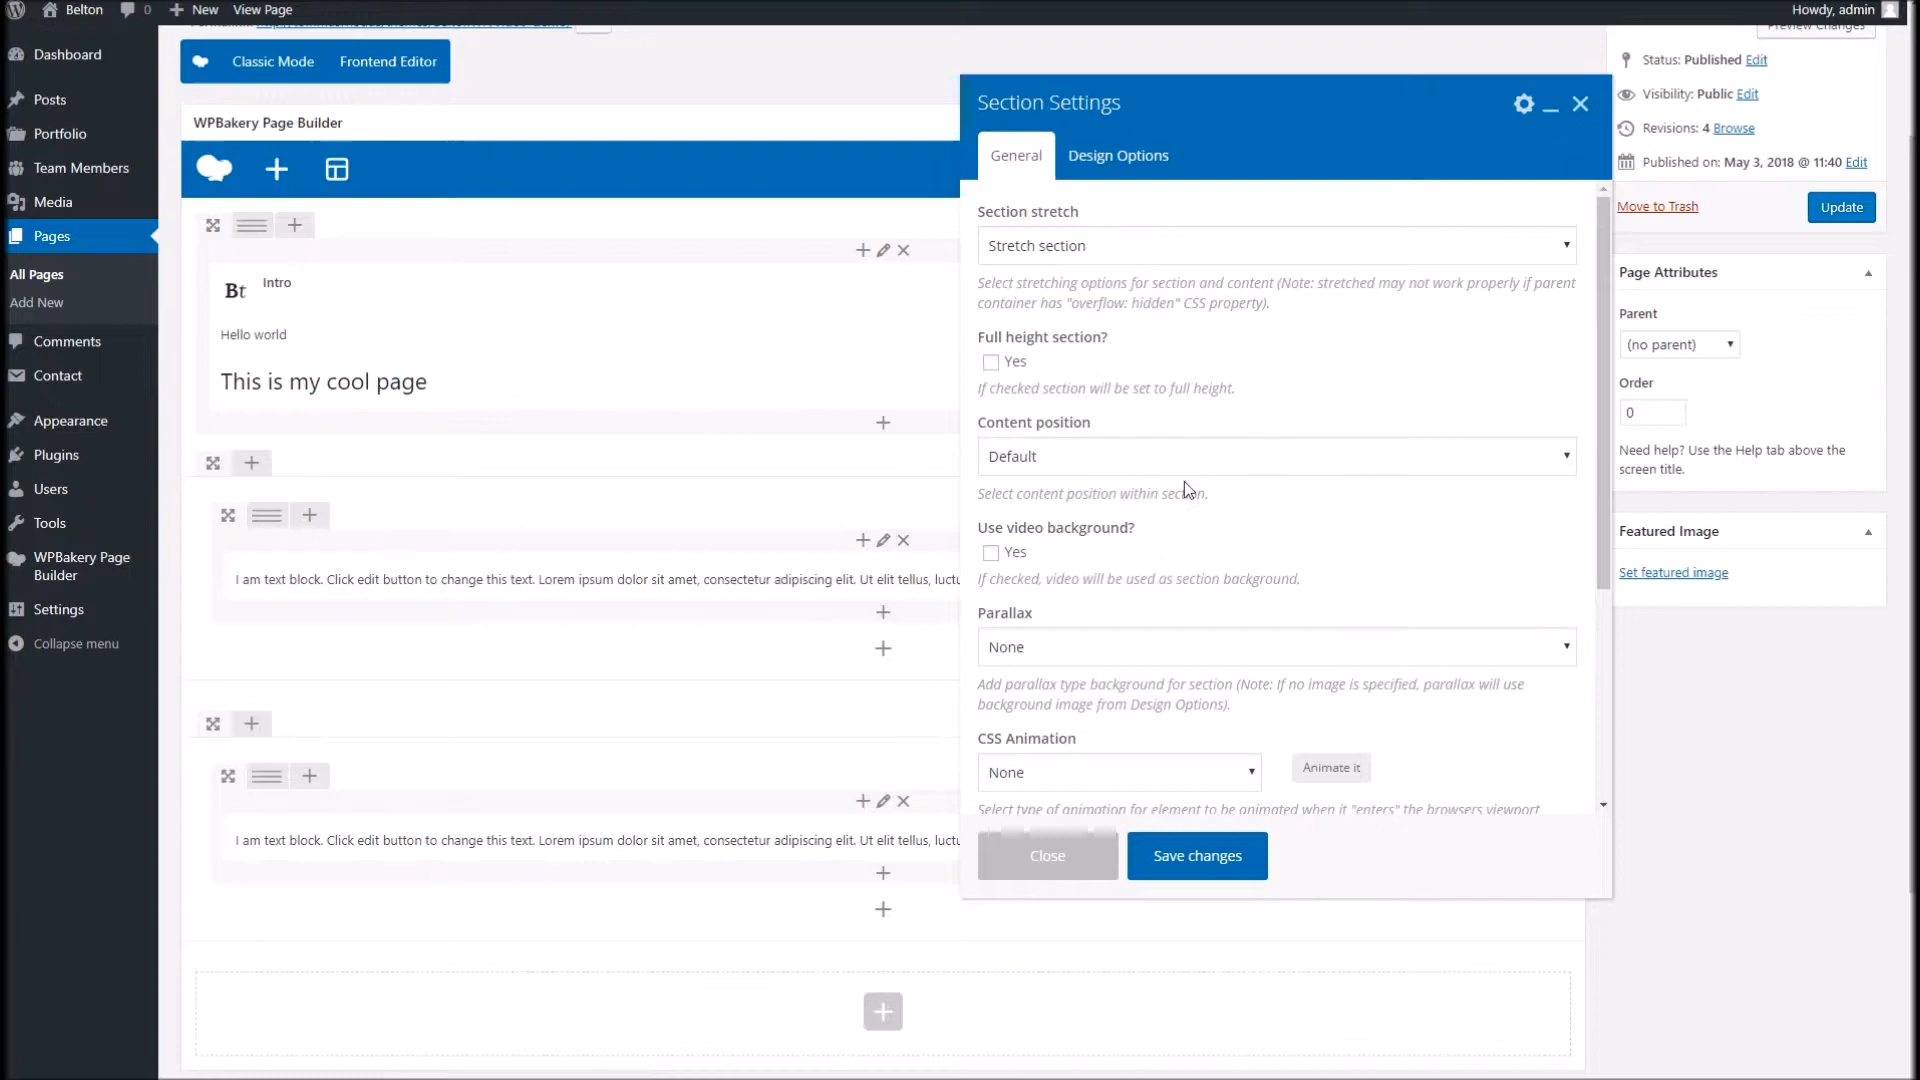 Belton
0
New
View Page
Howdy, admin
Dashboard
Posts
Portfolio
Team Members
Media
Pages
All Pages
Add New
Comments
Contact
Appearance
Plugins
Users
Tools
WPBakery Page
Builder
Settings
Collapse menu
Classic Mode
Frontend Editor
WPBakery Page Builder
Bt
Intro
Hello world
This is my cool page
I am text block. Click edit button to change this text. Lorem ipsum dolor sit amet, consectetur adipiscing elit. Ut elit tellus, luctu
I am text block. Click edit button to change this text. Lorem ipsum dolor sit amet, consectetur adipiscing elit. Ut elit tellus, luctu
Section Settings
General
Design Options
Section stretch
Stretch section
Select stretching options for section and content (Note: stretched may not work properly if parent
container has "overflow: hidden" CSS property).
Full height section?
Yes
If checked section will be set to full height.
Content position
Default
Select content position within section.
Use video background?
Yes
If checked, video will be used as section background.
Parallax
None
Add parallax type background for section (Note: If no image is specified, parallax will use
background image from Design Options).
CSS Animation
None
Animate it
Select type of animation for element to be animated when it "enters" the browsers viewport
Close
Save changes
Preview Changes
Status: Published Edit
Visibility: Public Edit
Revisions: 4 Browse
Published on: May 3, 2018 @ 11:40 Edit
Move to Trash
Update
Page Attributes
Parent
(no parent)
Order
0
Need help? Use the Help tab above the
screen title.
Featured Image
Set featured image